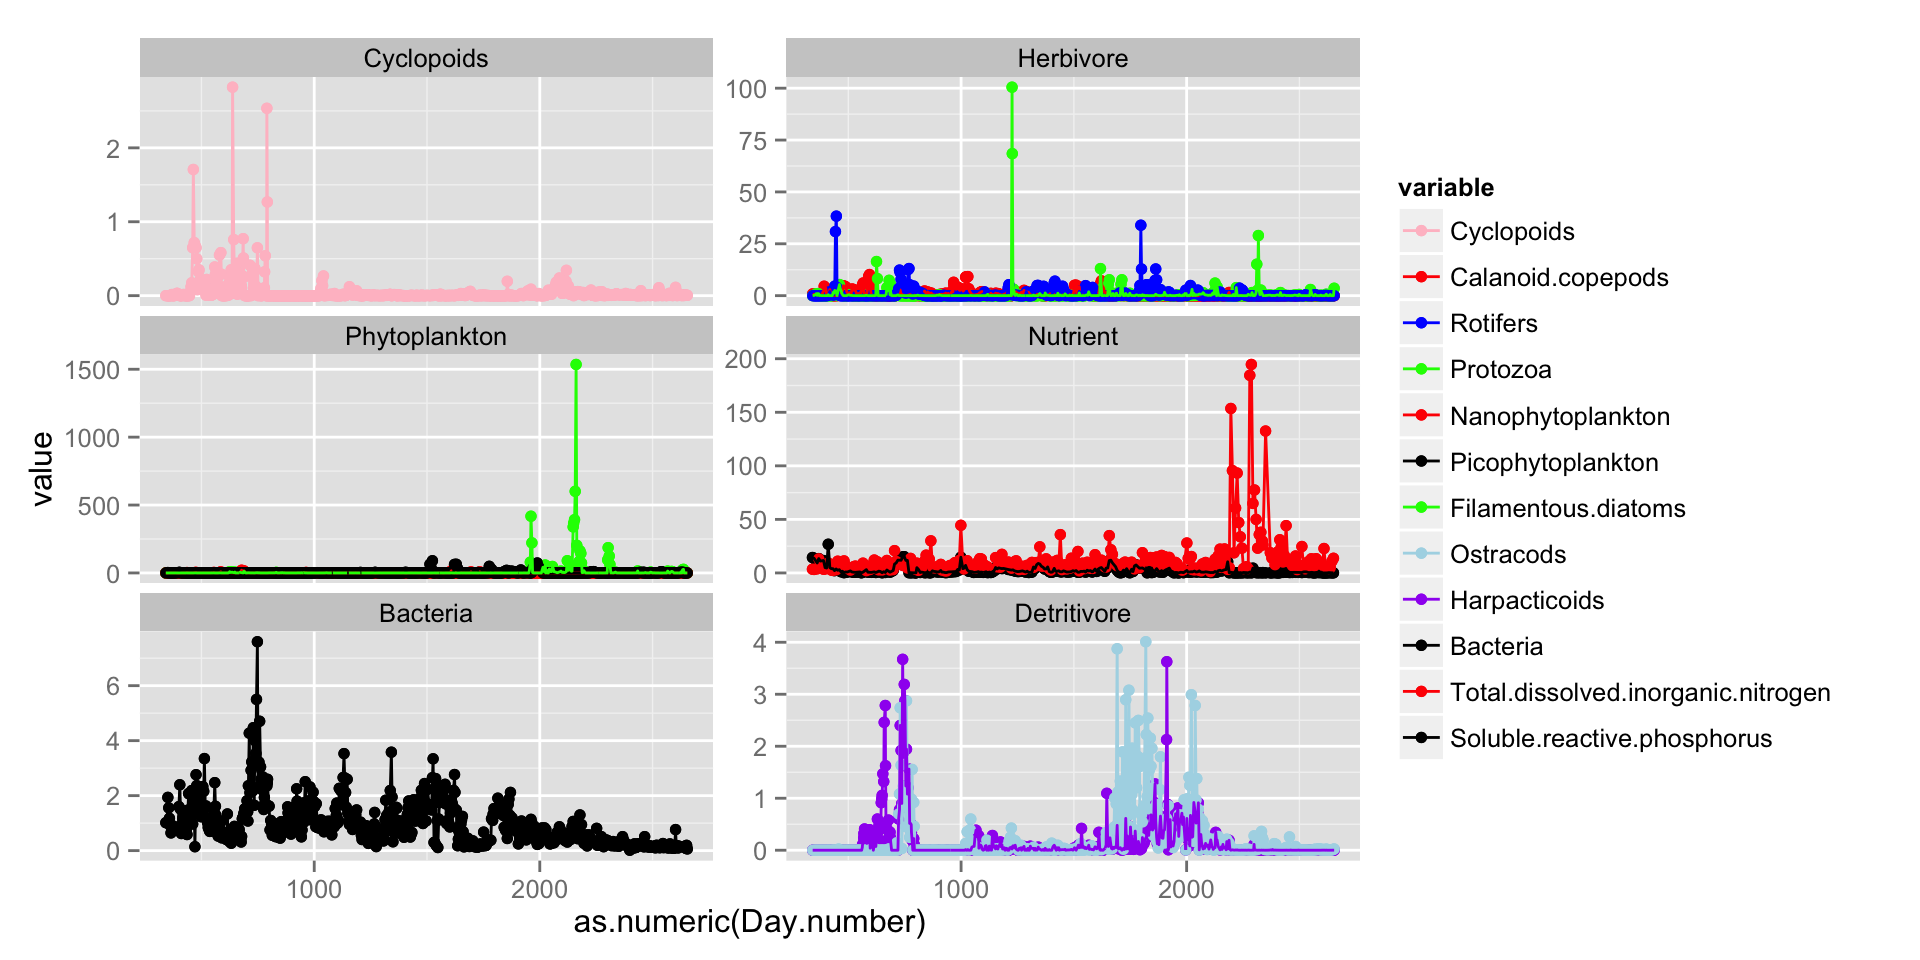 Cyclopoids
Herbivore
0
1
2
0
25
50
75
100
Phytoplankton
Nutrient
0
500
1000
1500
0
50
100
150
200
Bacteria
Detritivore
0
2
4
6
0
1
2
3
4
1000
2000
1000
2000
value
as.numeric(Day.number)
variable
Cyclopoids
Calanoid.copepods
Rotifers
Protozoa
Nanophytoplankton
Picophytoplankton
Filamentous.diatoms
Ostracods
Harpacticoids
Bacteria
Total.dissolved.inorganic.nitrogen
Soluble.reactive.phosphorus